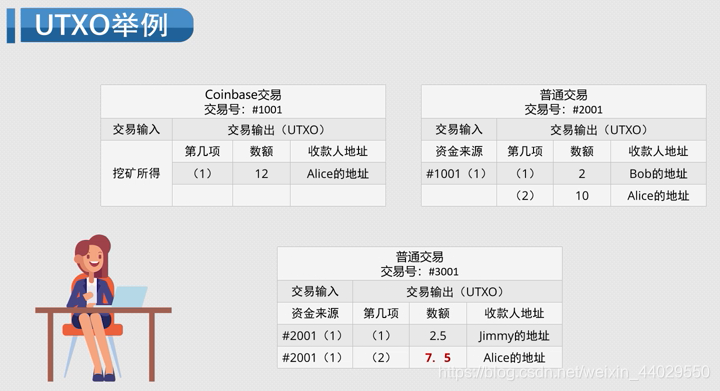 UTXO举例
Coinbase交易
交易号：#1001
交易输入 交易输出（UTXO）
挖矿所得 第几项 数额 收款人地址
（1） 12 Alice的地址
普通交易
交易号：#2001
交易输入 交易输出（UTXO）
资金来源 第几项 数额 收款人地址
#1001（1） （1） 2 Bob的地址
（2） 10 Alice的地址
普通交易
交易号：#3001
交易输入 交易输出（UTXO）
资金来源 第几项 数额 收款人地址
#2001（1） （1） 2.5 Jimmy的地址
#2001（1） （2） 7. 5 Alice的地址
https://blog.csdn.net/weixin_44029550